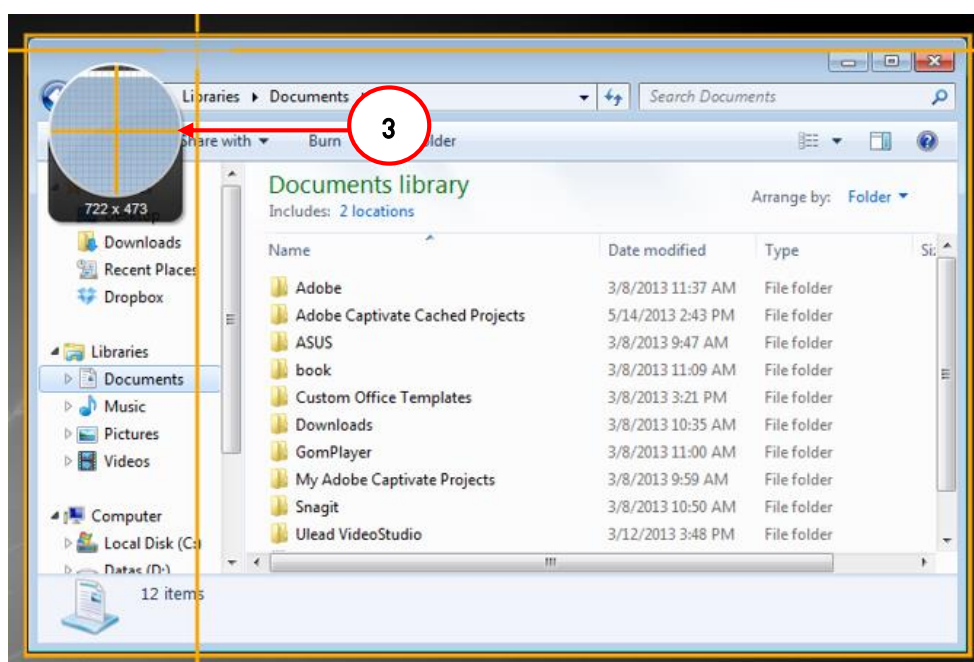 Libraries Documents
Search Documents
3
Share with Burn
lder
722 x 473
Documents library
Includes: 2 locations
Arrange by: Folder
Downloads
Recent Places
Dropbox
Libraries
Documents
Music
Pictures
Videos
Computer
Local Disk (C:)
Datas (D:)
Name Date modified Type Siz
Adobe 3/8/2013 11:37 AM File folder
Adobe Captivate Cached Projects 5/14/2013 2:43 PM File folder
ASUS 3/8/2013 9:47 AM File folder
book 3/8/2013 11:09 AM File folder
Custom Office Templates 3/8/2013 3:21 PM File folder
Downloads 3/8/2013 10:35 AM File folder
GomPlayer 3/8/2013 11:00 AM File folder
My Adobe Captivate Projects 3/8/2013 9:59 AM File folder
Snagit 3/8/2013 10:50 AM File folder
Ulead VideoStudio 3/12/2013 3:48 PM File folder
12 items